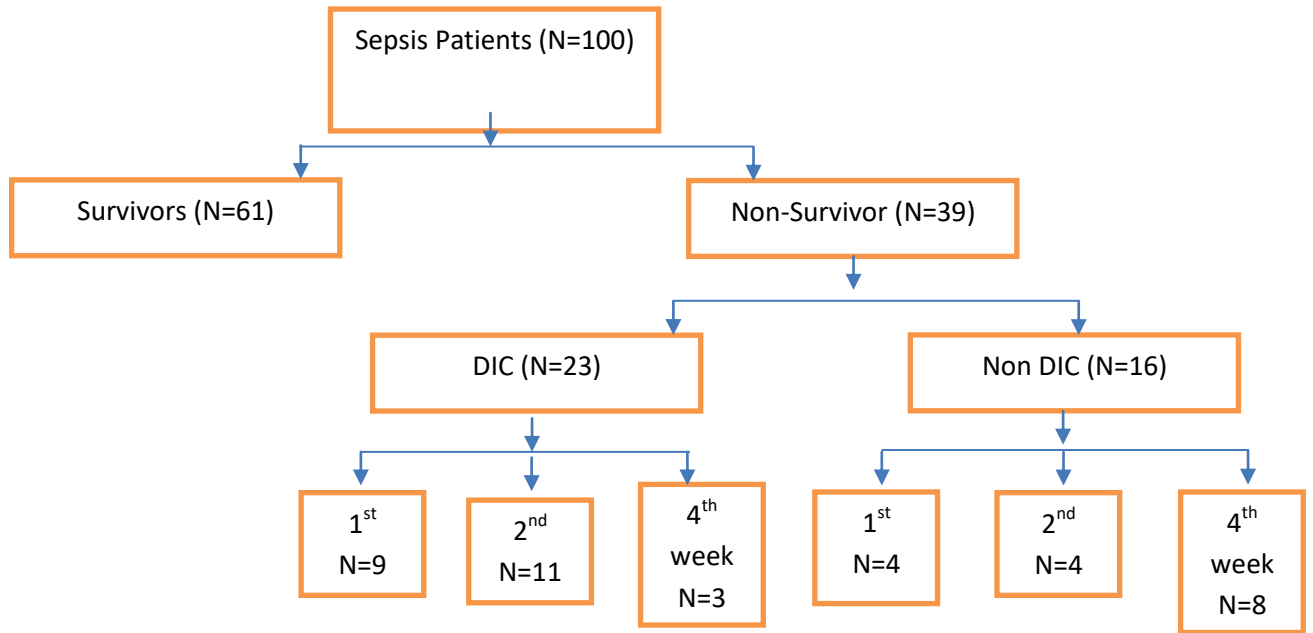 Sepsis Patients (N=100)
Survivors (N=61)
Non-Survivor (N=39)
DIC (N=23)
Non DIC (N=16)
1st
N=9
2nd
N=11
4th
week
N=3
1st
N=4
2nd
N=4
4th
week
N=8